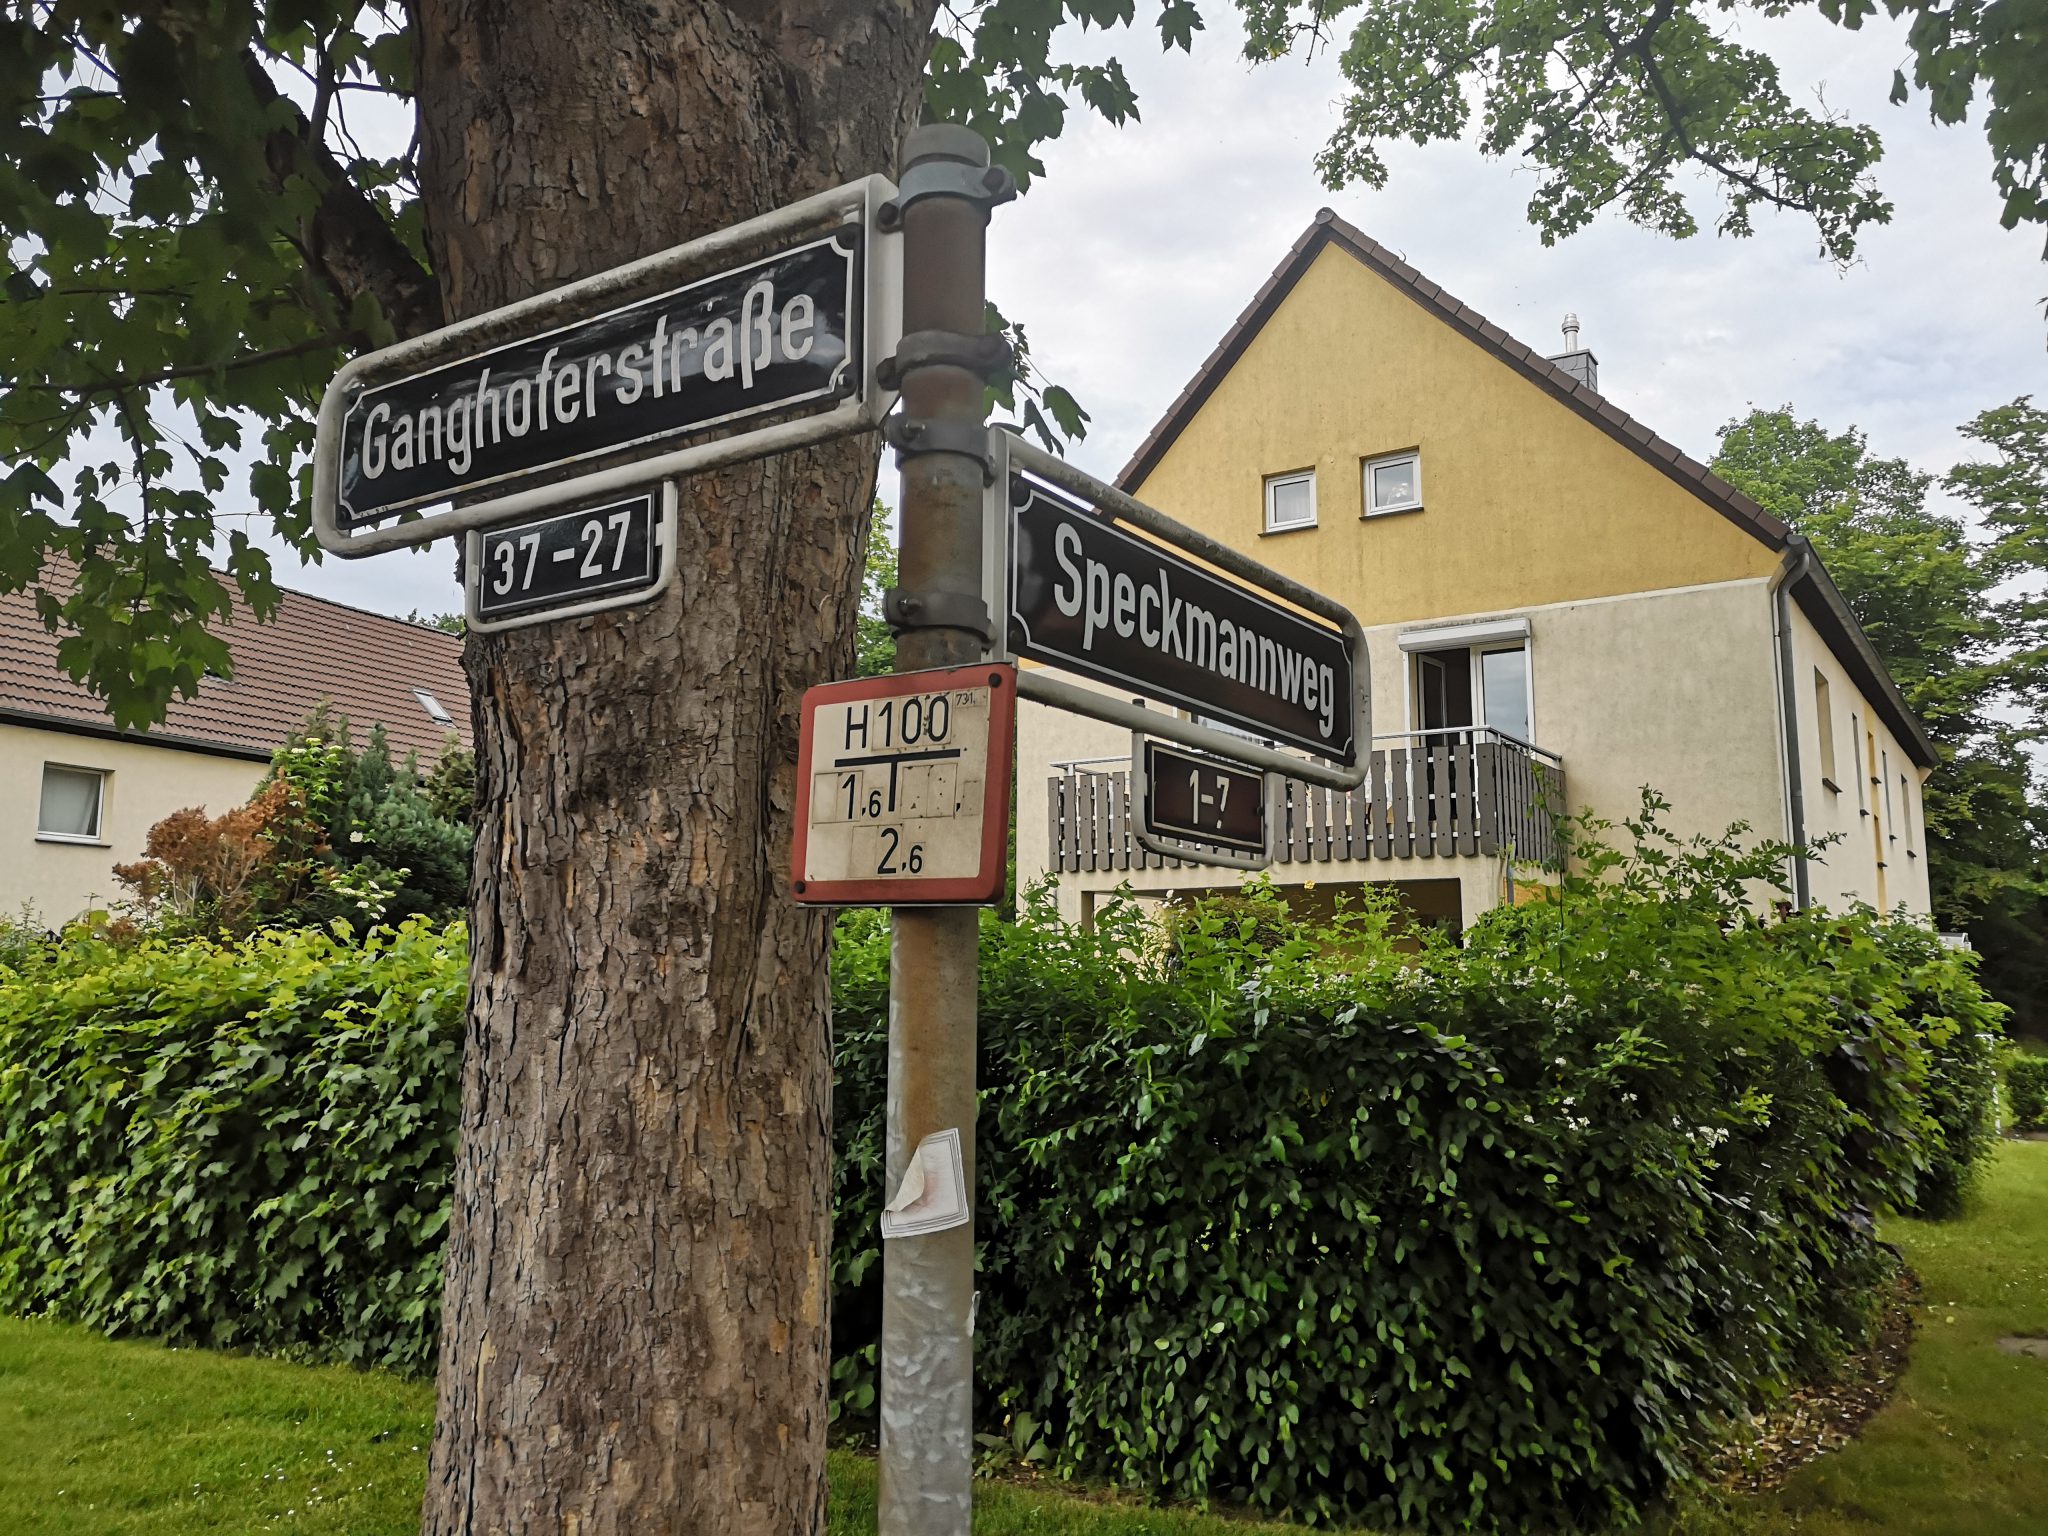 Ganghoferstraße
37-27
Speckmannweg
1-7
H100 731
1,6
2,6